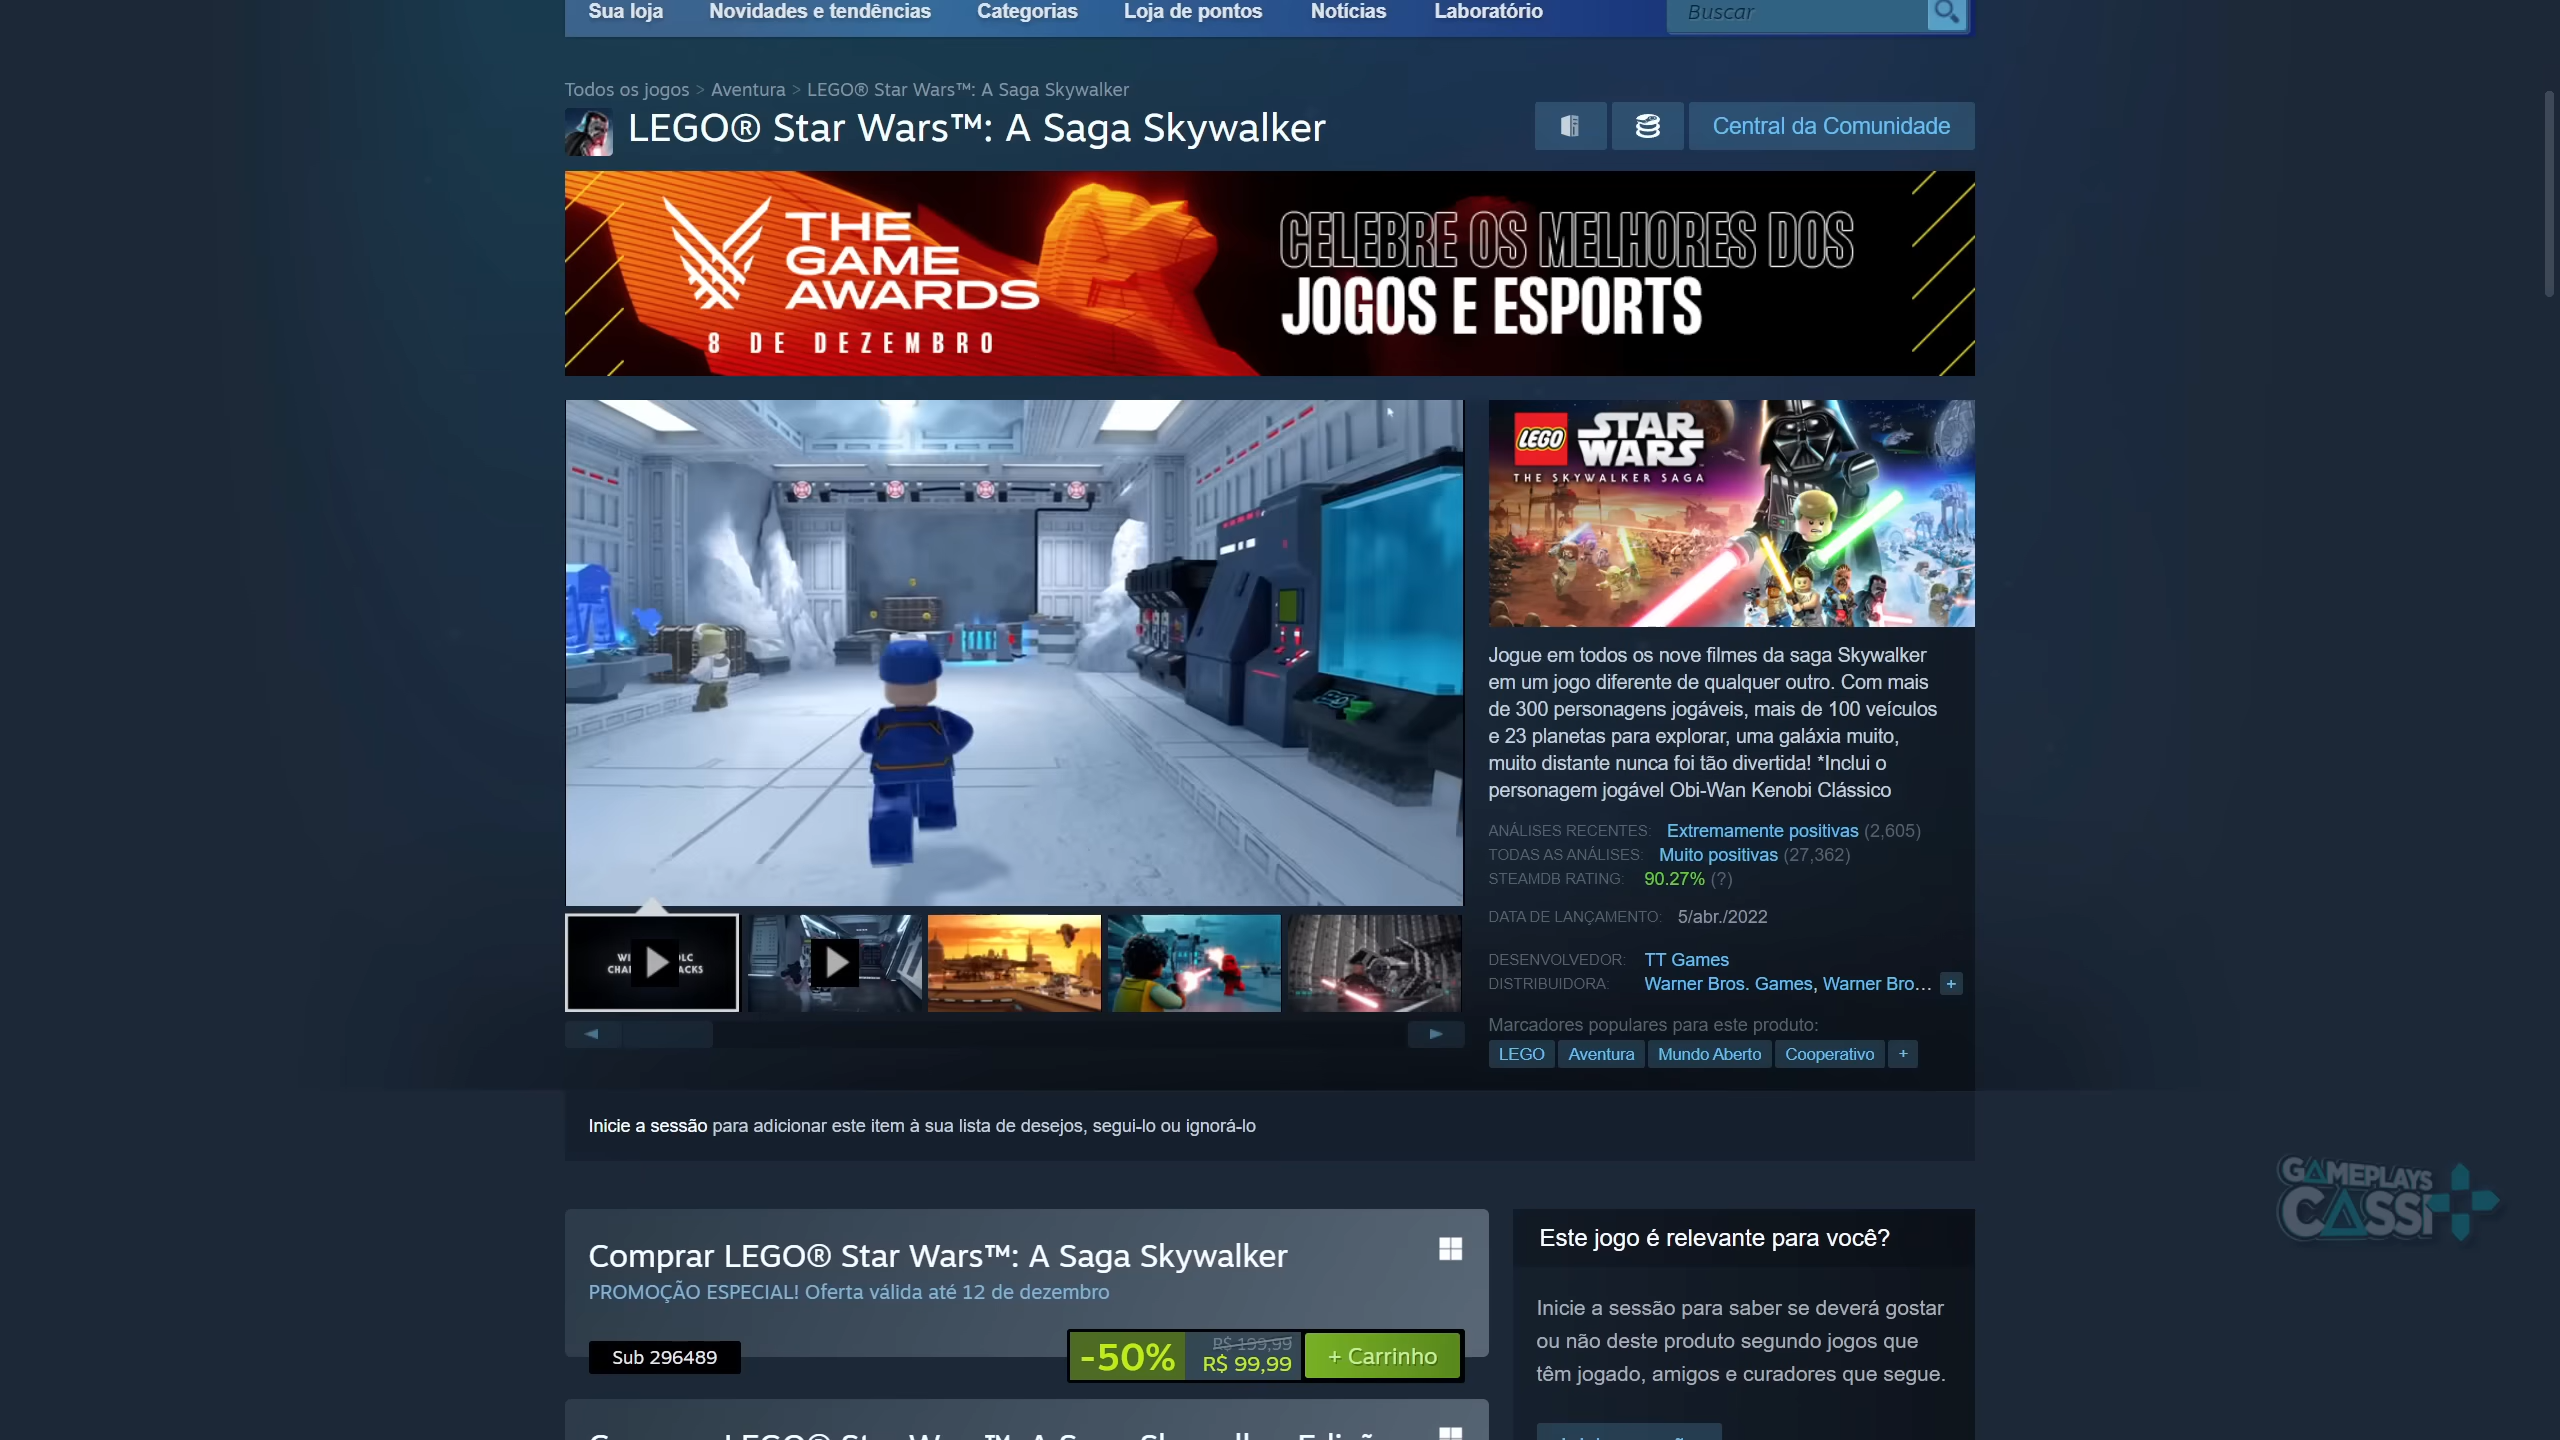 Sua loja
Novidades e tendências
Categorias
Loja de pontos
Notícias
Laboratório
Buscar
Todos os jogos > Aventura > LEGO® Star Wars™: A Saga Skywalker
LEGO® Star Wars™: A Saga Skywalker
Central da Comunidade
THE
GAME
AWARDS
8 DE DEZEMBRO
CELEBRE OS MELHORES DOS
JOGOS E ESPORTS
LEGO STAR
WARS
THE SKYWALKER SAGA
Jogue em todos os nove filmes da saga Skywalker
em um jogo diferente de qualquer outro. Com mais
de 300 personagens jogáveis, mais de 100 veículos
e 23 planetas para explorar, uma galáxia muito,
muito distante nunca foi tão divertida! *Inclui o
personagem jogável Obi-Wan Kenobi Clássico
ANÁLISES RECENTES: Extremamente positivas (2,605)
TODAS AS ANÁLISES: Muito positivas (27,362)
STEAMDB RATING: 90.27% (?)
DATA DE LANÇAMENTO: 5/abr./2022
DESENVOLVEDOR: TT Games
DISTRIBUIDORA: Warner Bros. Games, Warner Bro... +
Marcadores populares para este produto:
LEGO Aventura Mundo Aberto Cooperativo +
Inicie a sessão para adicionar este item à sua lista de desejos, segui-lo ou ignorá-lo
Comprar LEGO® Star Wars™: A Saga Skywalker
PROMOÇÃO ESPECIAL! Oferta válida até 12 de dezembro
Sub 296489
-50%
R$ 199,99
R$ 99,99
+ Carrinho
Este jogo é relevante para você?
Inicie a sessão para saber se deverá gostar
ou não deste produto segundo jogos que
têm jogado, amigos e curadores que segue.
GAMEPLAYS
CASSI